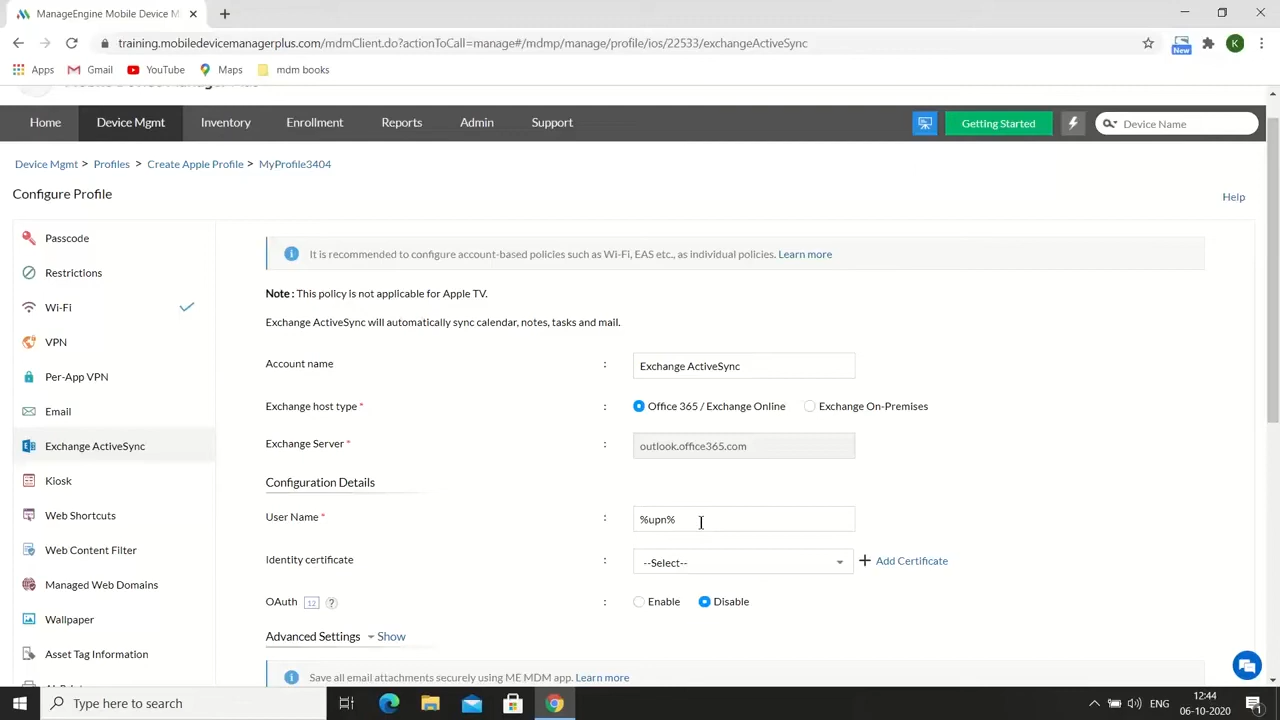 ManageEngine Mobile Device M
training.mobiledevicemanagerplus.com/mdmClient.do?actionToCall=manage#/mdmp/manage/profile/ios/22533/exchangeActiveSync
New
K
Apps
Gmail
YouTube
Maps
mdm books
Home
Device Mgmt
Inventory
Enrollment
Reports
Admin
Support
Getting Started
Device Name
Device Mgmt > Profiles > Create Apple Profile > MyProfile3404
Configure Profile
Help
Passcode
Restrictions
Wi-Fi
VPN
Per-App VPN
Email
Exchange ActiveSync
Kiosk
Web Shortcuts
Web Content Filter
Managed Web Domains
Wallpaper
Asset Tag Information
It is recommended to configure account-based policies such as Wi-Fi, EAS etc., as individual policies. Learn more
Note : This policy is not applicable for Apple TV.
Exchange ActiveSync will automatically sync calendar, notes, tasks and mail.
Account name : Exchange ActiveSync
Exchange host type * : Office 365 / Exchange Online Exchange On-Premises
Exchange Server * : outlook.office365.com
Configuration Details
User Name * : %upn%
Identity certificate : --Select-- Add Certificate
OAuth 12 ? : Enable Disable
Advanced Settings Show
Save all email attachments securely using ME MDM app. Learn more
Type here to search
ENG
12:44
06-10-2020
1